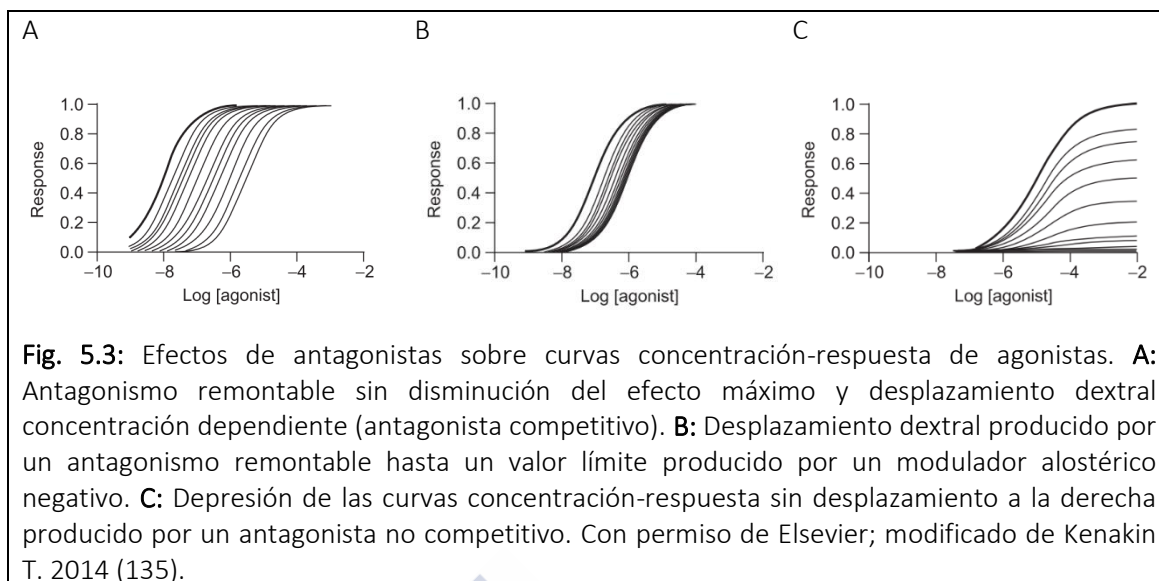 A B C
1.0 1.0 1.0
0.8 0.8 0.8
0.6 0.6 0.6
0.4 0.4 0.4
0.2 0.2 0.2
0.0 0.0 0.0
Response Response Response
−10 −8 −6 −4 −2 −10 −8 −6 −4 −2 −10 −8 −6 −4 −2
Log [agonist] Log [agonist] Log [agonist]
Fig. 5.3: Efectos de antagonistas sobre curvas concentración-respuesta de agonistas. A:
Antagonismo remontable sin disminución del efecto máximo y desplazamiento dextral
concentración dependiente (antagonista competitivo). B: Desplazamiento dextral producido por
un antagonismo remontable hasta un valor límite producido por un modulador alostérico
negativo. C: Depresión de las curvas concentración-respuesta sin desplazamiento a la derecha
producido por un antagonista no competitivo. Con permiso de Elsevier; modificado de Kenakin
T. 2014 (135).